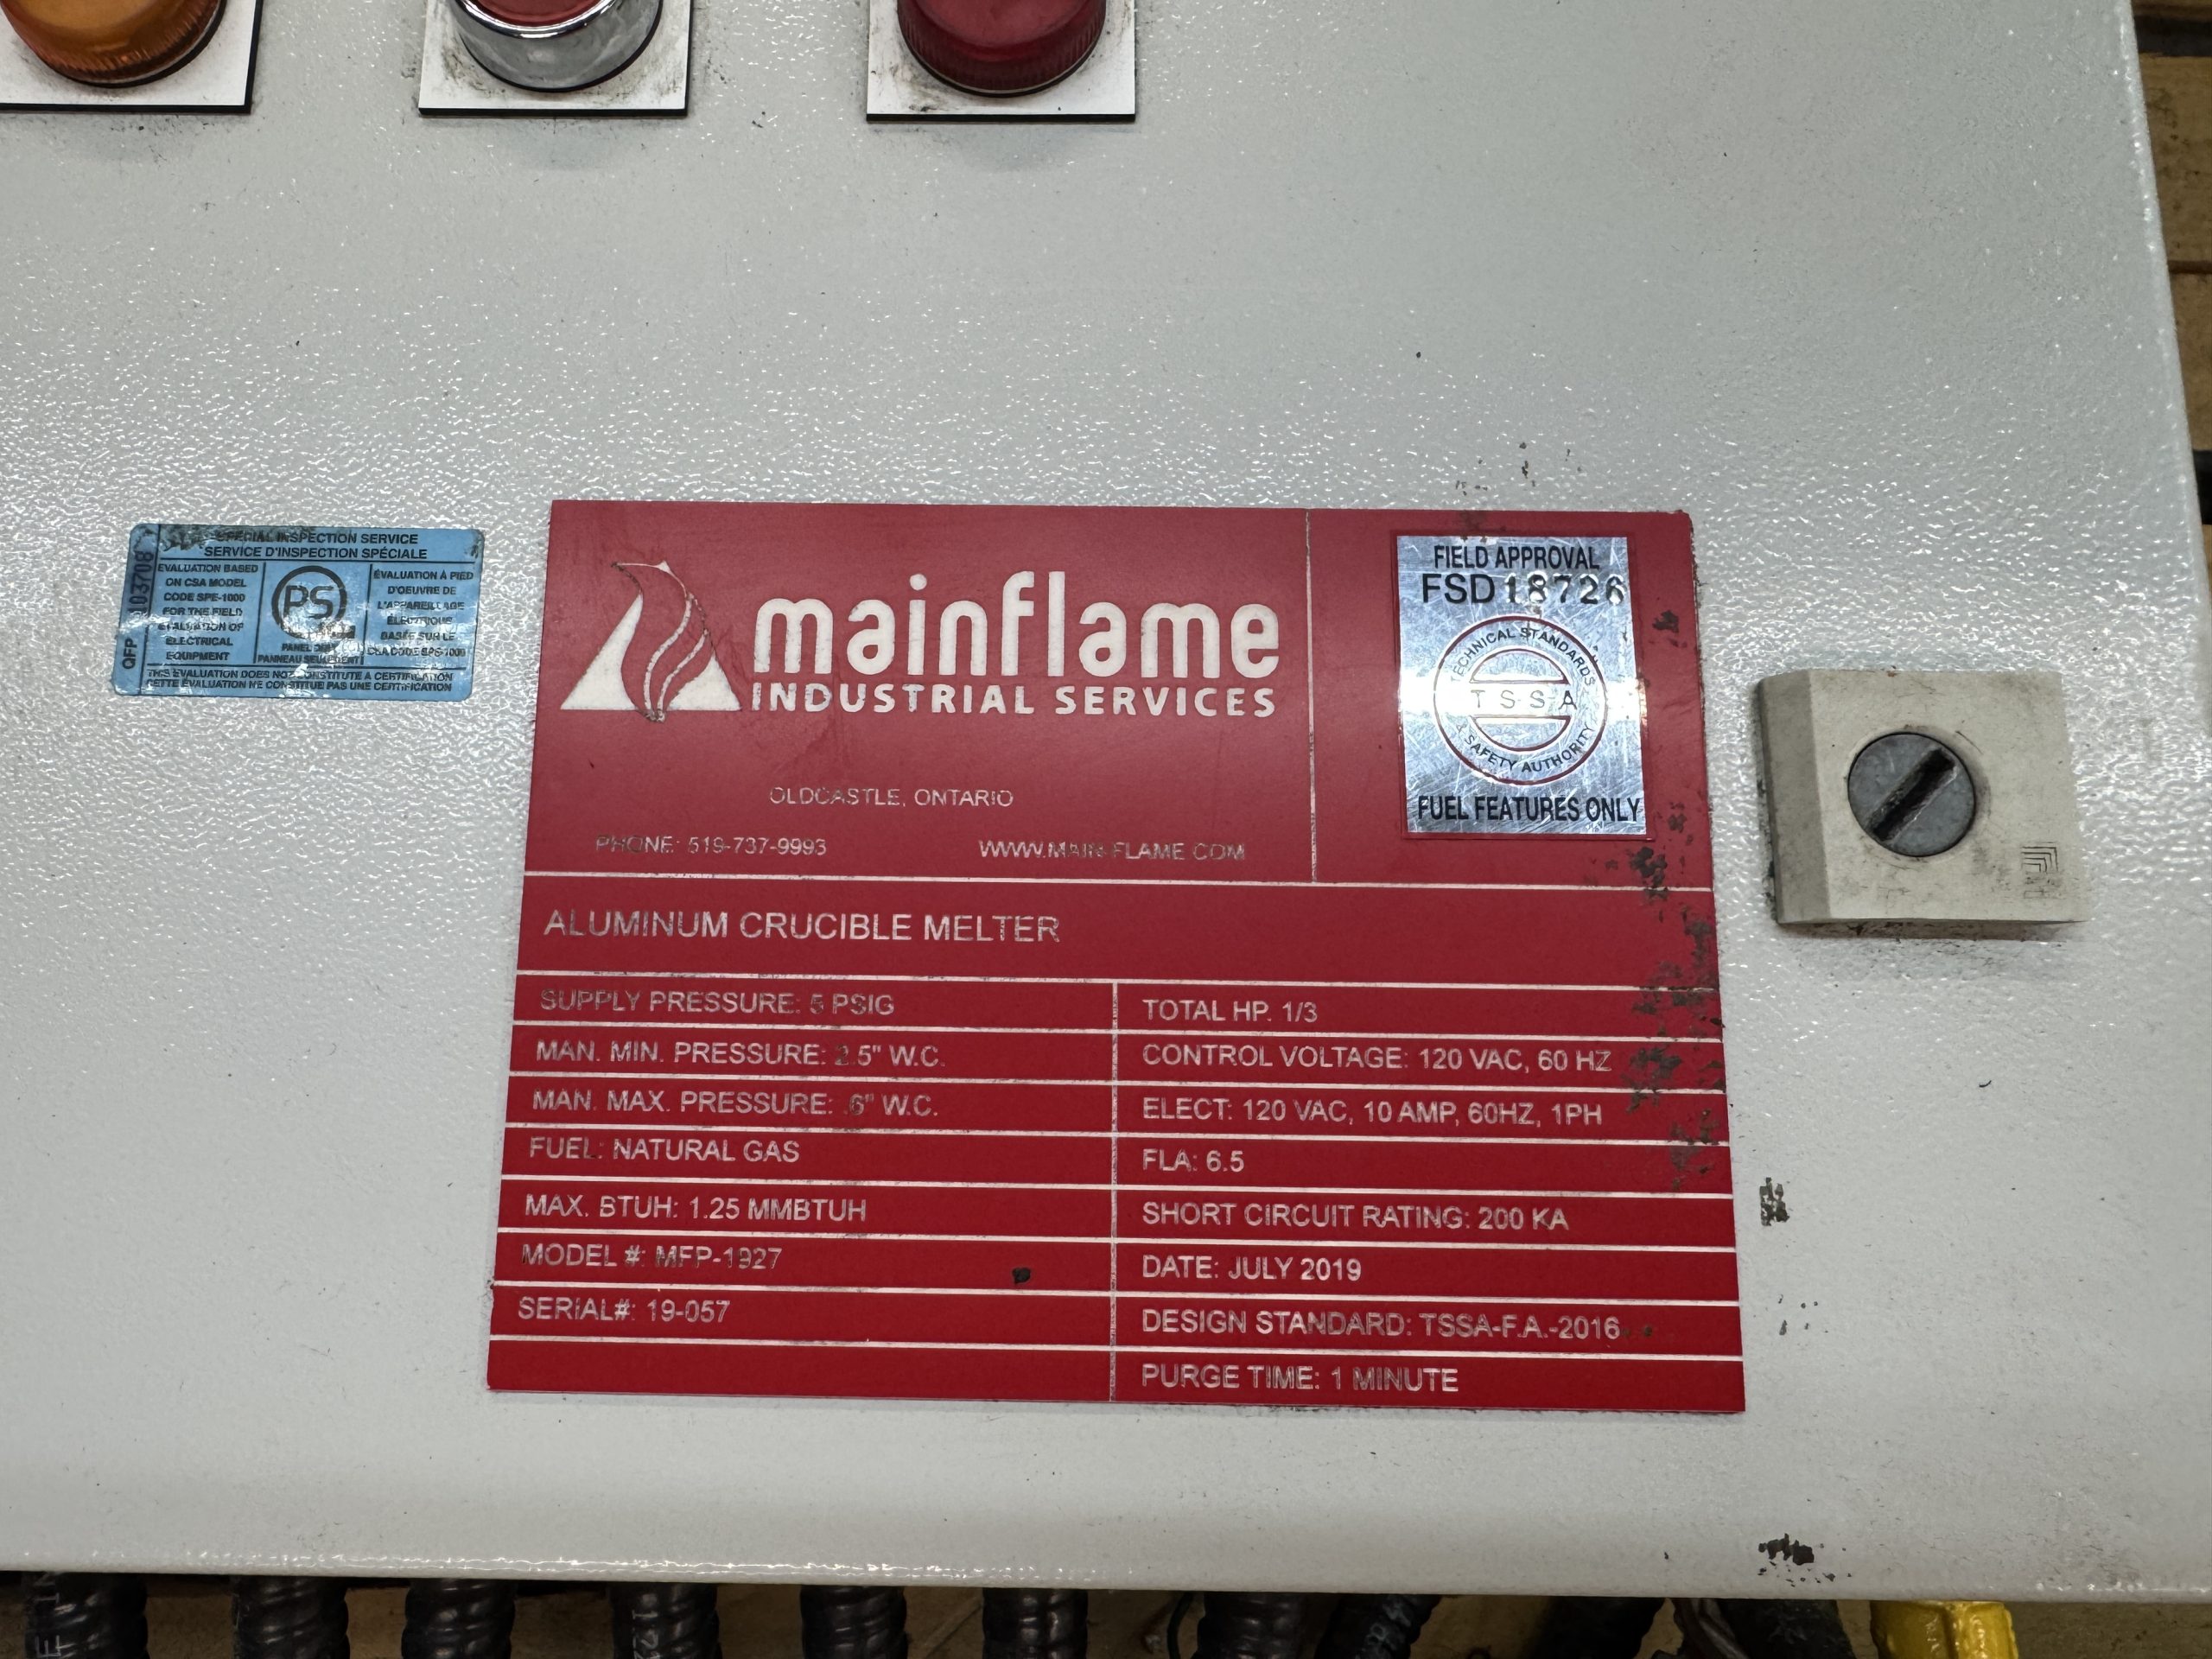 SPECIAL INSPECTION SERVICE
SERVICE D'INSPECTION SPÉCIALE
QFP 103708
EVALUATION BASED
ON CSA MODEL
CODE SPE-1000
FOR THE FIELD
EVALUATION OF
ELECTRICAL
EQUIPMENT
PS
PANEL ONLY
PANNEAU SEULEMENT
ÉVALUATION À PIED
D'OEUVRE DE
L'APPAREILLAGE
ÉLECTRIQUE
BASÉE SUR LE
CSA CODE SPE-1000
THIS EVALUATION DOES NOT CONSTITUTE A CERTIFICATION
CETTE ÉVALUATION NE CONSTITUE PAS UNE CERTIFICATION
mainflame
INDUSTRIAL SERVICES
OLDCASTLE, ONTARIO
PHONE: 519-737-9993
WWW.MAIN-FLAME.COM
FIELD APPROVAL
FSD 18726
TECHNICAL STANDARDS
TSSA
& SAFETY AUTHORITY
FUEL FEATURES ONLY
ALUMINUM CRUCIBLE MELTER
SUPPLY PRESSURE: 5 PSIG
MAN. MIN. PRESSURE: 2.5" W.C.
MAN. MAX. PRESSURE: .6" W.C.
FUEL: NATURAL GAS
MAX. BTUH: 1.25 MMBTUH
MODEL #: MFP-1927
SERIAL#: 19-057
TOTAL HP. 1/3
CONTROL VOLTAGE: 120 VAC, 60 HZ
ELECT: 120 VAC, 10 AMP, 60HZ, 1PH
FLA: 6.5
SHORT CIRCUIT RATING: 200 KA
DATE: JULY 2019
DESIGN STANDARD: TSSA-F.A.-2016
PURGE TIME: 1 MINUTE